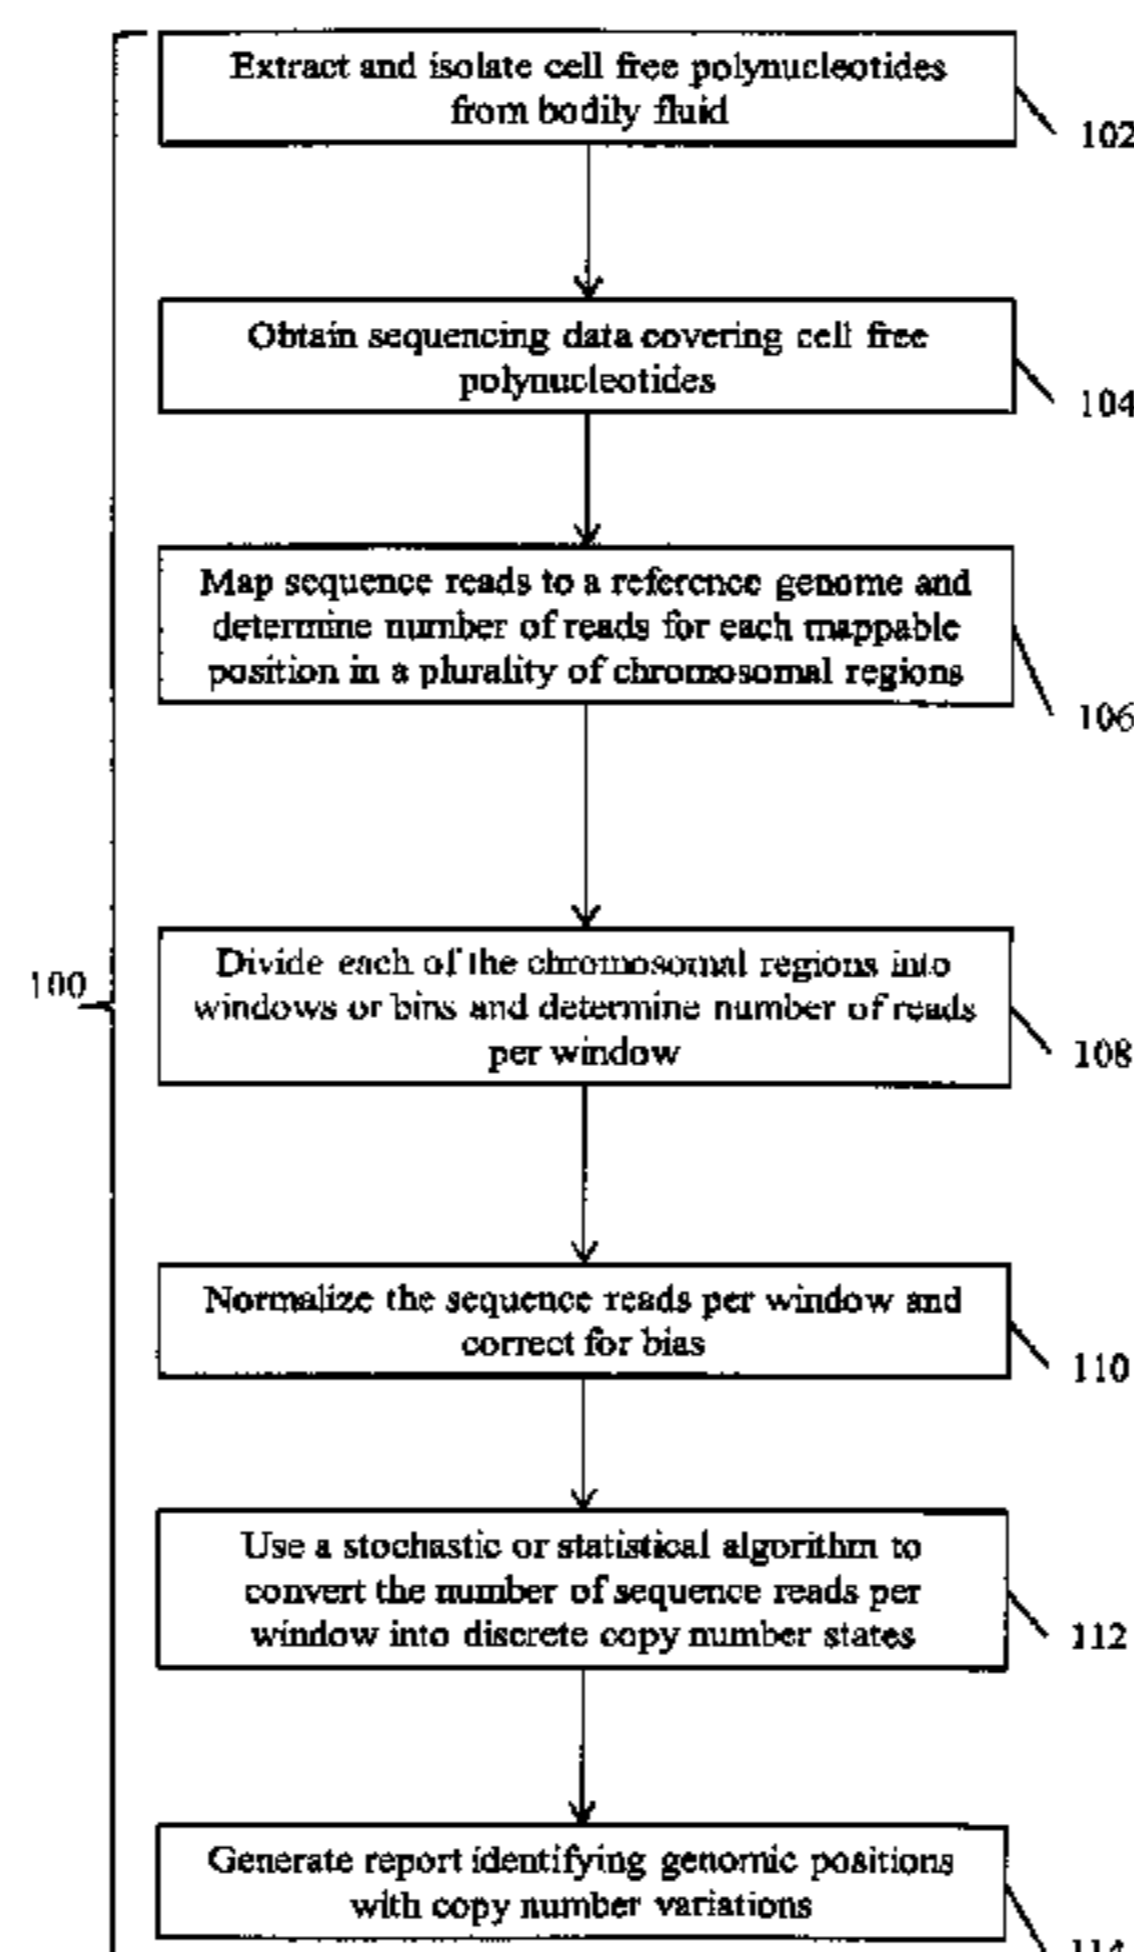 Extract and isolate cell free polynucleotides
from bodily fluid
102
Obtain sequencing data covering cell free
polynucleotides
104
Map sequence reads to a reference genome and
determine number of reads for each mappable
position in a plurality of chromosomal regions
106
Divide each of the chromosomal regions into
windows or bins and determine number of reads
per window
100
108
Normalize the sequence reads per window and
correct for bias
110
Use a stochastic or statistical algorithm to
convert the number of sequence reads per
window into discrete copy number states
112
Generate report identifying genomic positions
with copy number variations
114